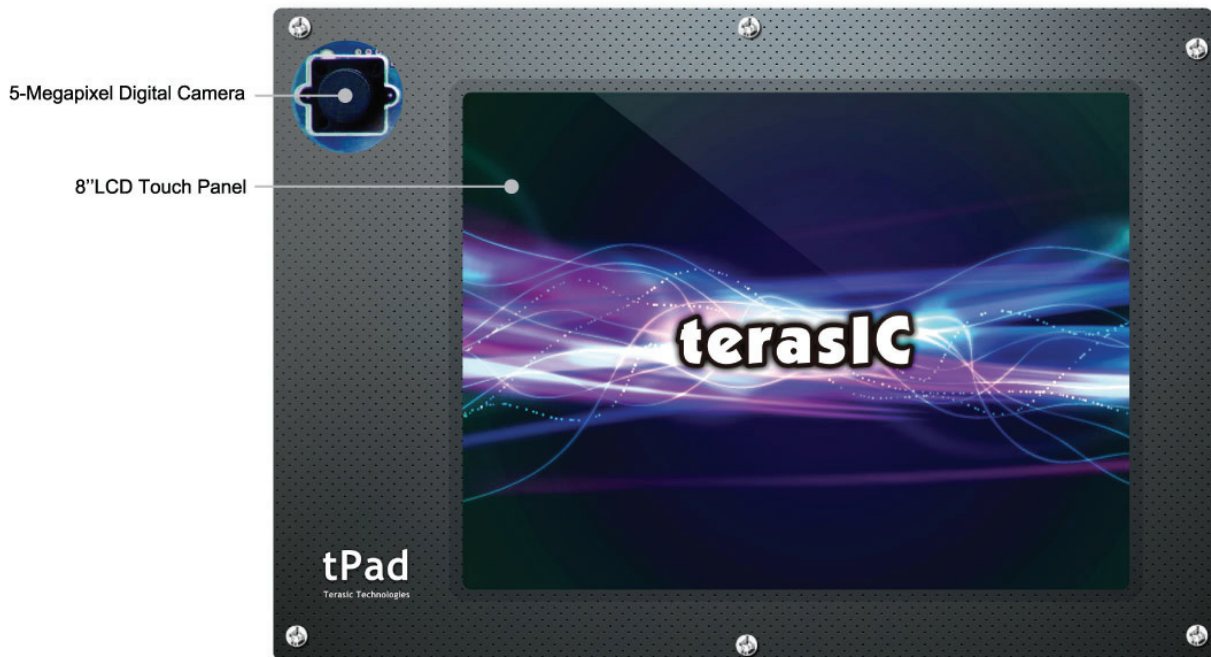 5-Megapixel Digital Camera
8’’LCD Touch Panel
terasIC
tPad
Terasic Technologies